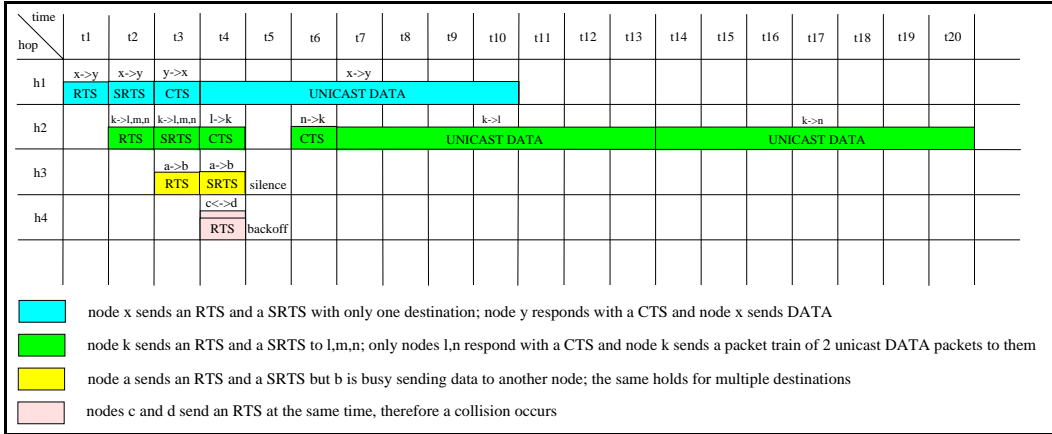 time
hop
t1 t2 t3 t4 t5 t6 t7 t8 t9 t10 t11 t12 t13 t14 t15 t16 t17 t18 t19 t20
x->y x->y y->x x->y
h1
RTS SRTS CTS UNICAST DATA
k->l,m,n k->l,m,n l->k n->k k->l k->n
h2
RTS SRTS CTS CTS UNICAST DATA UNICAST DATA
a->b a->b
h3
RTS SRTS silence
c<->d
h4
RTS backoff
node x sends an RTS and a SRTS with only one destination; node y responds with a CTS and node x sends DATA
node k sends an RTS and a SRTS to l,m,n; only nodes l,n respond with a CTS and node k sends a packet train of 2 unicast DATA packets to them
node a sends an RTS and a SRTS but b is busy sending data to another node; the same holds for multiple destinations
nodes c and d send an RTS at the same time, therefore a collision occurs